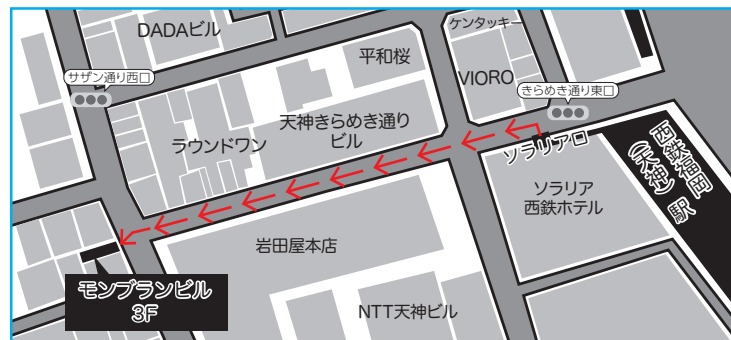 DADAビル
ケンタッキー
平和桜
サザン通り西口
VIORO
きらめき通り東口
天神きらめき通り
ビル
ラウンドワン
ソラリア口
西鉄福岡
(天神)駅
ソラリア
西鉄ホテル
岩田屋本店
モンブランビル
3F
NTT天神ビル